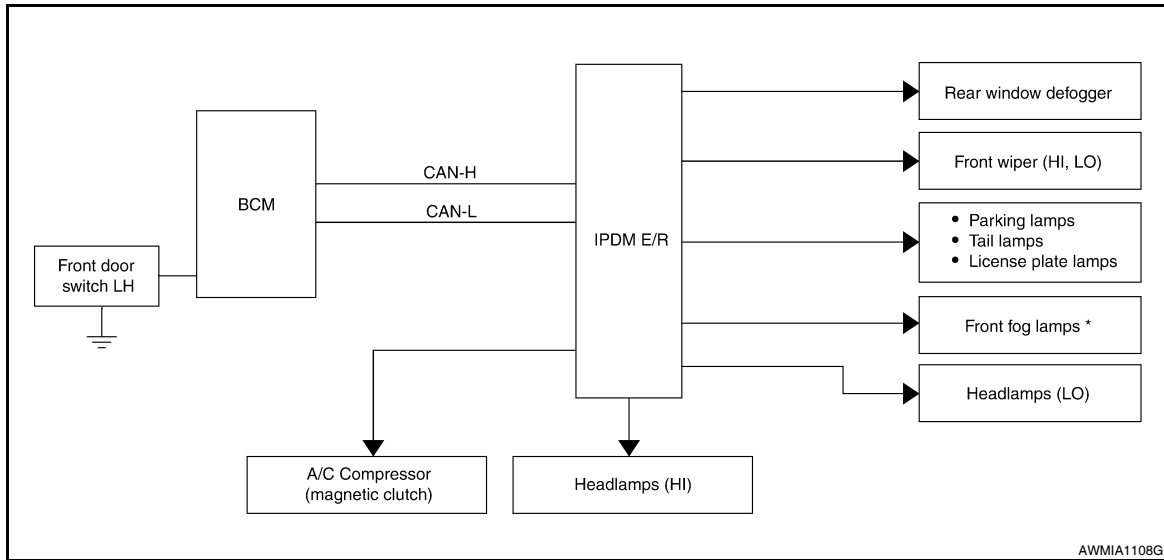 Rear window defogger
Front wiper (HI, LO)
CAN-H
BCM
CAN-L
• Parking lamps
• Tail lamps
• License plate lamps
IPDM E/R
Front door
switch LH
Front fog lamps *
Headlamps (LO)
A/C Compressor
(magnetic clutch)
Headlamps (HI)
AWMIA1108G